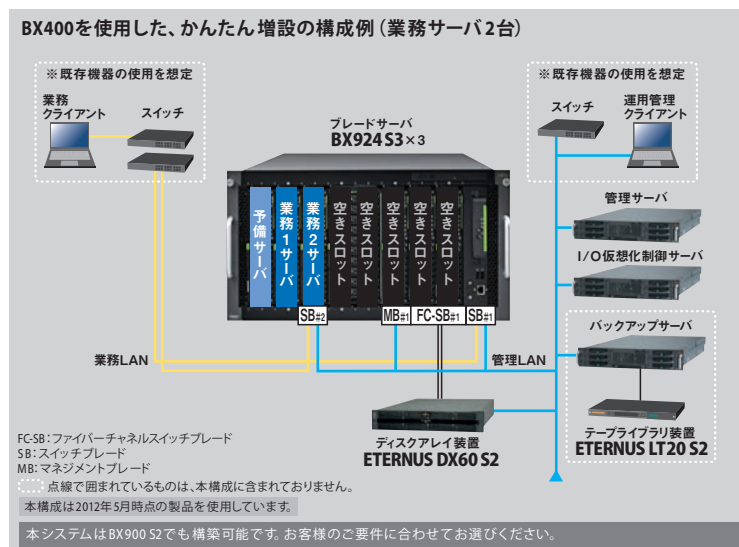 BX400を使用した、かんたん増設の構成例(業務サーバ2台)
※既存機器の使用を想定
業務
クライアント
スイッチ
ブレードサーバ
BX924 S3×3
※既存機器の使用を想定
スイッチ
運用管理
クライアント
管理サーバ
I/O仮想化制御サーバ
予備サーバ
業務1サーバ
業務2サーバ
空きスロット
空きスロット
空きスロット
空きスロット
空きスロット
SB#2
MB#1
FC-SB#1
SB#1
バックアップサーバ
業務LAN
管理LAN
テープライブラリ装置
ETERNUS LT20 S2
ディスクアレイ装置
ETERNUS DX60 S2
FC-SB:ファイバーチャネルスイッチブレード
SB:スイッチブレード
MB:マネジメントブレード
点線で囲まれているものは、本構成に含まれておりません。
本構成は2012年5月時点の製品を使用しています。
本システムはBX900 S2でも構築可能です。お客様のご要件に合わせてお選びください。